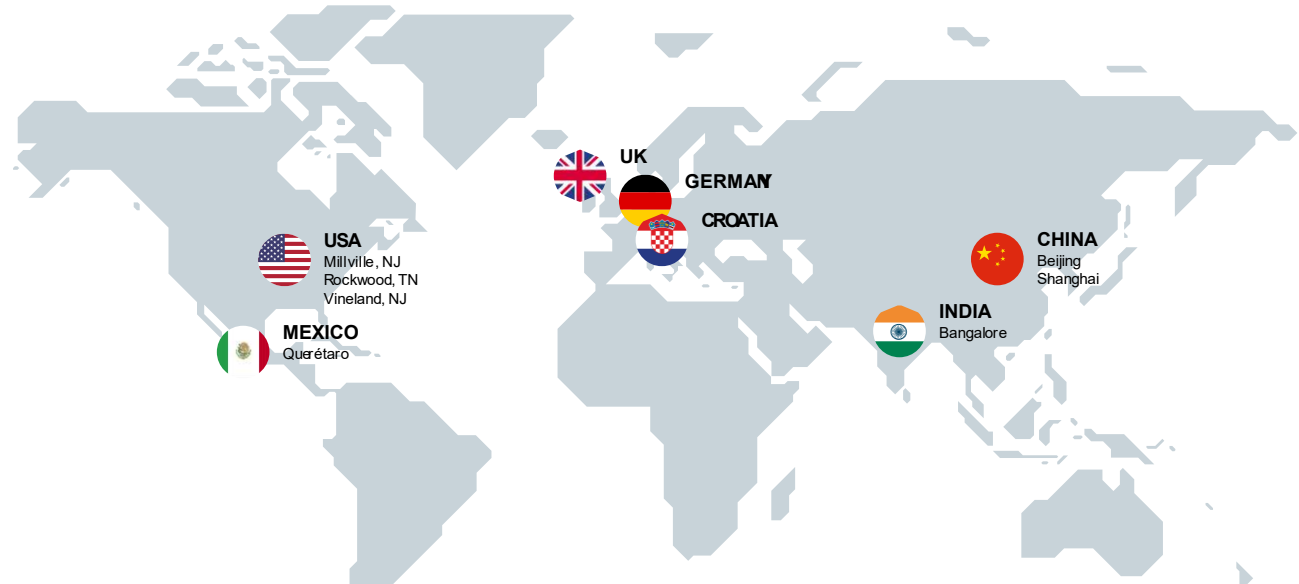 UK
GERMANY
CROATIA
USA
Millville, NJ
Rockwood, TN
Vineland, NJ
MEXICO
Querétaro
CHINA
Beijing
Shanghai
INDIA
Bangalore